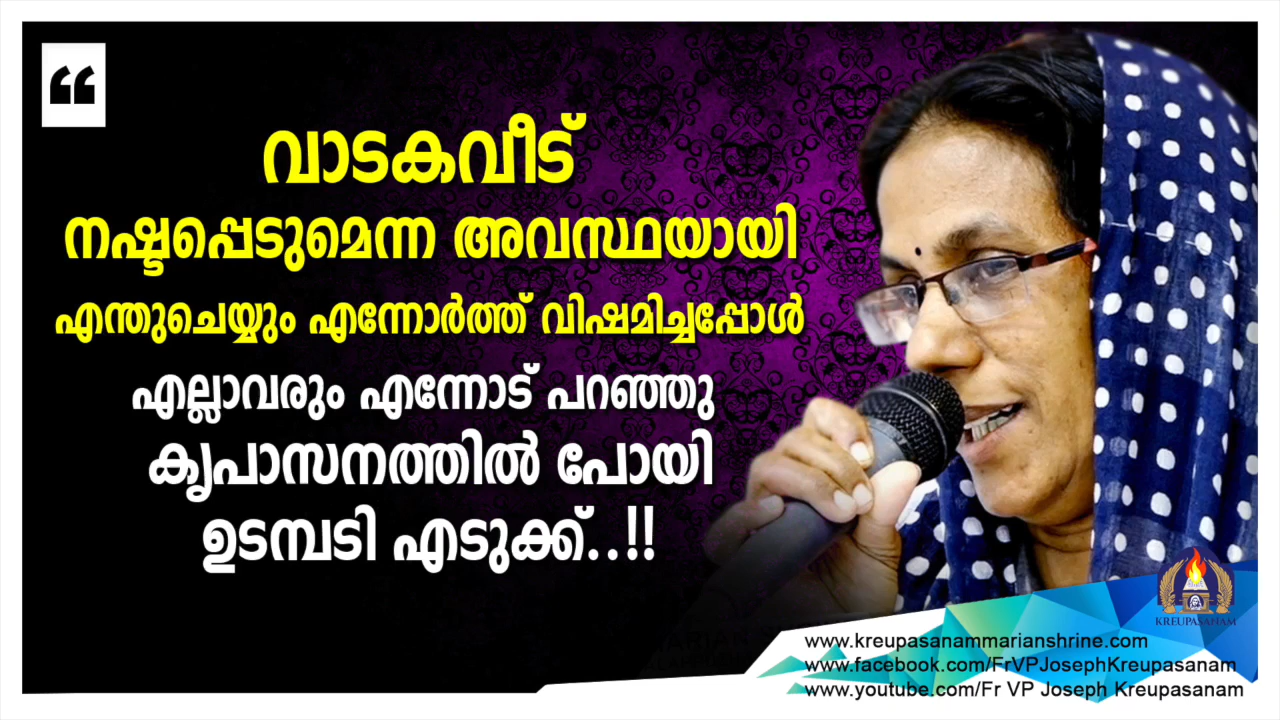 “
വാടകവീട്
നഷ്ടപ്പെടുമെന്ന അവസ്ഥയായി
എന്തുചെയ്യും എന്നോർത്ത് വിഷമിച്ചപ്പോൾ
എല്ലാവരും എന്നോട് പറഞ്ഞു
കൃപാസനത്തിൽ പോയി
ഉടമ്പടി എടുക്ക്..!!
KREUPASANAM
www.kreupasanammarianshrine.com
www.facebook.com/FrVPJosephKreupasanam
www.youtube.com/Fr VP Joseph Kreupasanam